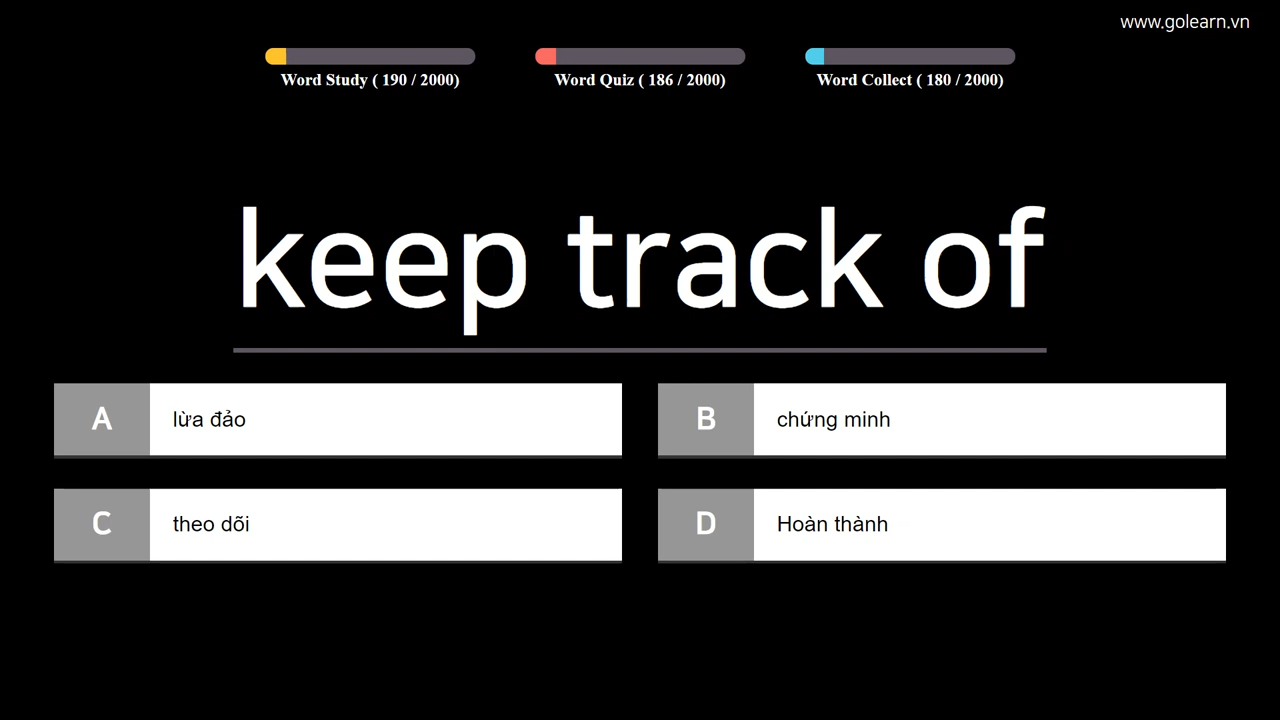 www.golearn.vn
Word Study ( 190 / 2000)
Word Quiz ( 186 / 2000)
Word Collect ( 180 / 2000)
keep track of
A lừa đảo
B chứng minh
C theo dõi
D Hoàn thành